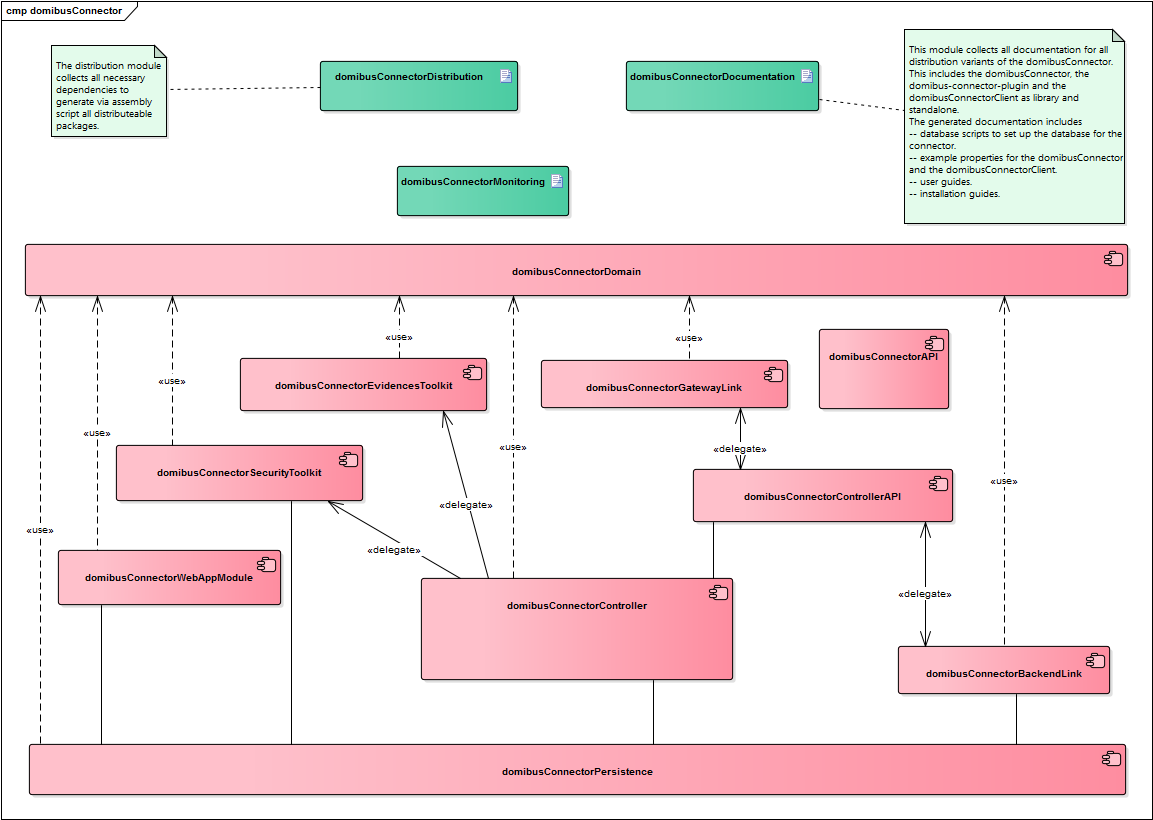 cmp domibusConnector
The distribution module
collects all necessary
dependencies to
generate via assembly
script all distributeable
packages.
domibusConnectorDistribution
domibusConnectorDocumentation
This module collects all documentation for all
distribution variants of the domibusConnector.
This includes the domibusConnector, the
domibus-connector-plugin and the
domibusConnectorClient as library and
standalone.
The generated documentation includes
-- database scripts to set up the database for the
connector.
-- example properties for the domibusConnector
and the domibusConnectorClient.
-- user guides.
-- installation guides.
domibusConnectorMonitoring
domibusConnectorDomain
«use»
«use»
domibusConnectorAPI
domibusConnectorEvidencesToolkit
domibusConnectorGatewayLink
«use»
«use»
«use»
«delegate»
domibusConnectorSecurityToolkit
«use»
domibusConnectorControllerAPI
«delegate»
«use»
«delegate»
domibusConnectorWebAppModule
«delegate»
domibusConnectorController
domibusConnectorBackendLink
domibusConnectorPersistence